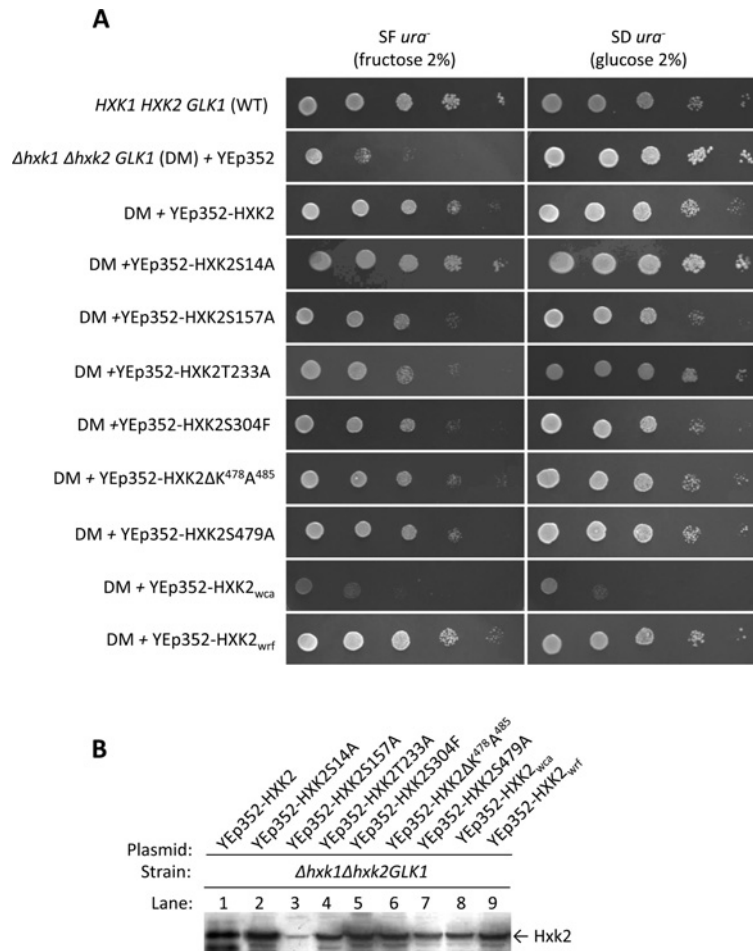 A
SF ura- SD ura-
(fructose 2%) (glucose 2%)
HXK1 HXK2 GLK1 (WT)
Δhxk1 Δhxk2 GLK1 (DM) + YEp352
DM + YEp352-HXK2
DM +YEp352-HXK2S14A
DM +YEp352-HXK2S157A
DM +YEp352-HXK2T233A
DM +YEp352-HXK2S304F
DM + YEp352-HXK2ΔK⁴⁷⁸A⁴⁸⁵
DM + YEp352-HXK2S479A
DM + YEp352-HXK2wca
DM + YEp352-HXK2wrf
B
YEp352-HXK2
YEp352-HXK2S14A
YEp352-HXK2S157A
YEp352-HXK2T233A
YEp352-HXK2S304F
YEp352-HXK2ΔK⁴⁷⁸A⁴⁸⁵
YEp352-HXK2S479A
YEp352-HXK2wca
YEp352-HXK2wrf
Plasmid:
Strain: Δhxk1Δhxk2GLK1
Lane: 1 2 3 4 5 6 7 8 9
← Hxk2